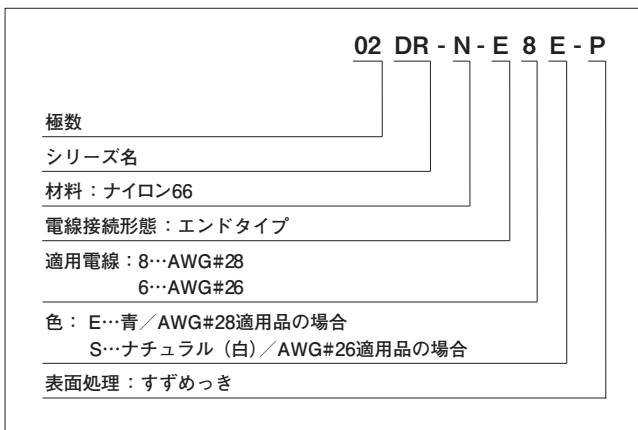 02 DR - N - E 8 E - P
極数
シリーズ名
材料：ナイロン66
電線接続形態：エンドタイプ
適用電線：8…AWG#28
6…AWG#26
色： E…青／AWG#28適用品の場合
S…ナチュラル（白）／AWG#26適用品の場合
表面処理：すずめっき